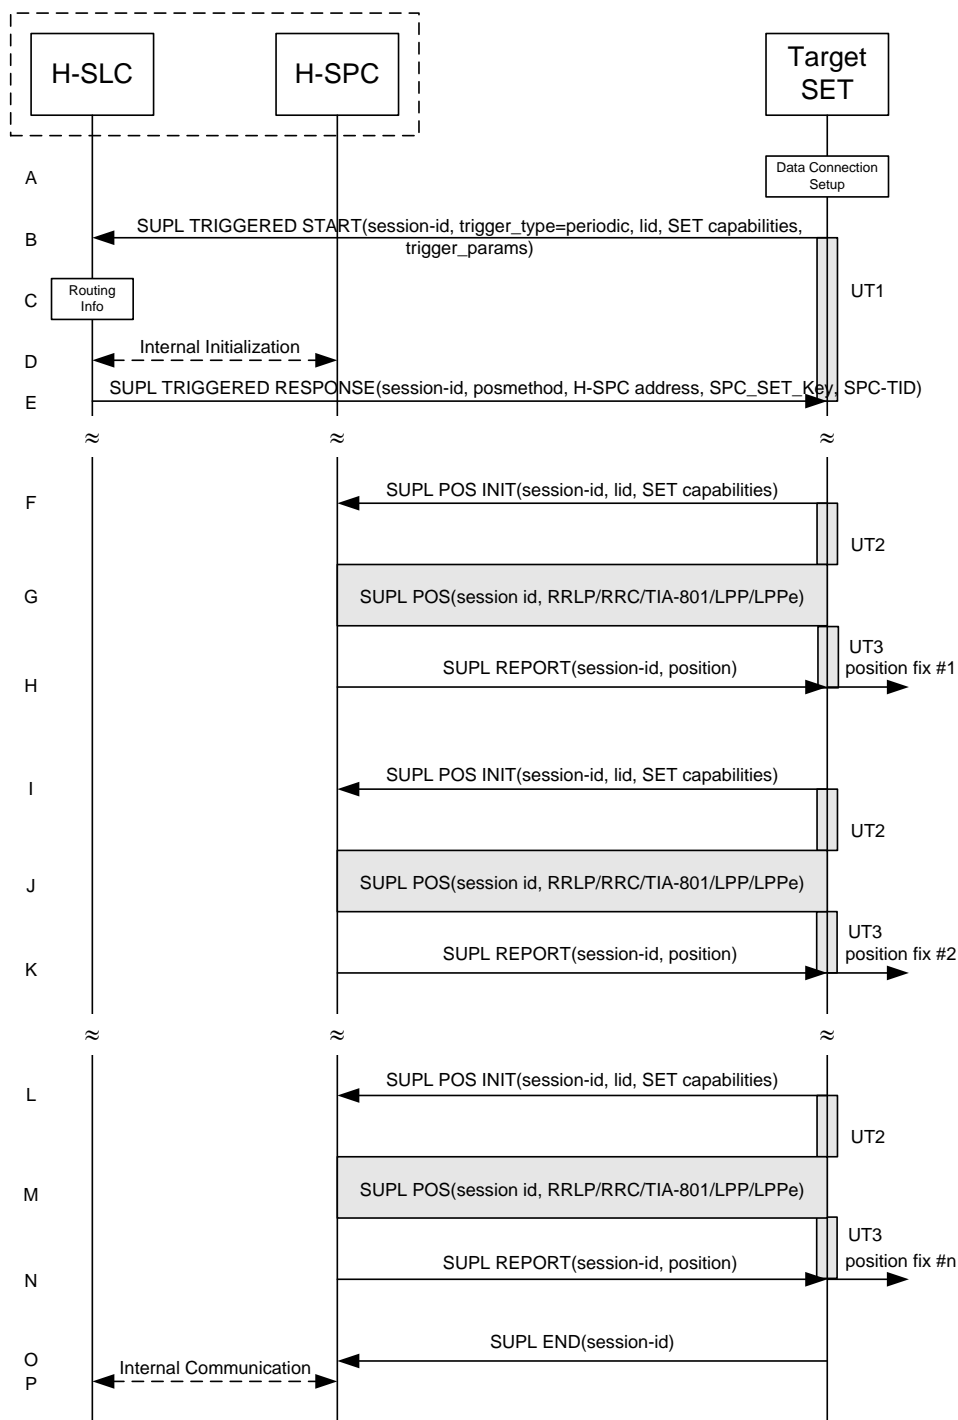 H-SLC
H-SPC
Target
SET
A
Data Connection
Setup
B
SUPL TRIGGERED START(session-id, trigger_type=periodic, lid, SET capabilities,
trigger_params)
C
Routing
Info
UT1
D
Internal Initialization
E
SUPL TRIGGERED RESPONSE(session-id, posmethod, H-SPC address, SPC_SET_Key, SPC-TID)
≈ ≈ ≈
F
SUPL POS INIT(session-id, lid, SET capabilities)
UT2
G
SUPL POS(session id, RRLP/RRC/TIA-801/LPP/LPPe)
H
SUPL REPORT(session-id, position)
UT3
position fix #1
I
SUPL POS INIT(session-id, lid, SET capabilities)
UT2
J
SUPL POS(session id, RRLP/RRC/TIA-801/LPP/LPPe)
K
SUPL REPORT(session-id, position)
UT3
position fix #2
≈ ≈ ≈
L
SUPL POS INIT(session-id, lid, SET capabilities)
UT2
M
SUPL POS(session id, RRLP/RRC/TIA-801/LPP/LPPe)
N
SUPL REPORT(session-id, position)
UT3
position fix #n
O
SUPL END(session-id)
P
Internal Communication